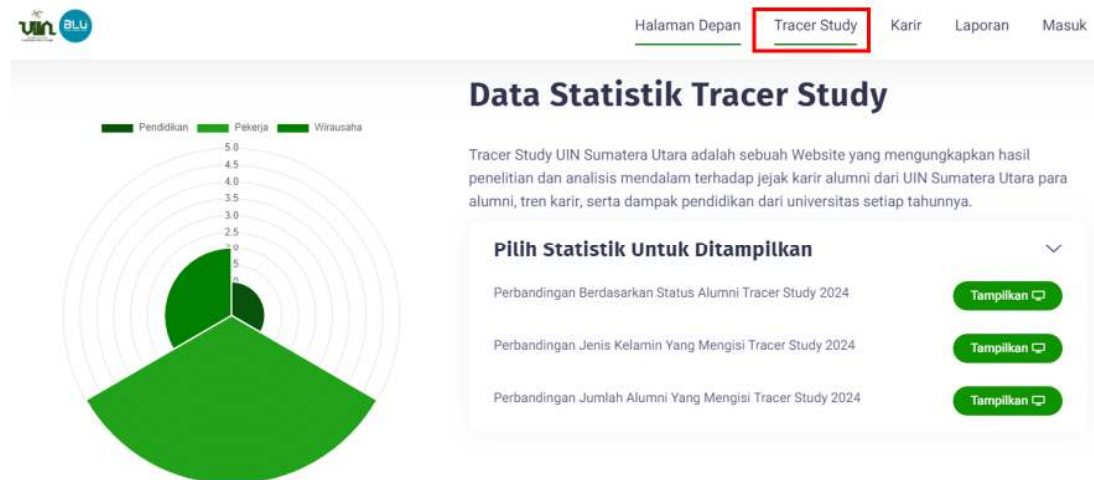 UIN BLU
Halaman Depan Tracer Study Karir Laporan Masuk
Data Statistik Tracer Study
Pendidikan Pekerja Wirausaha
5.0
4.5
4.0
3.5
3.0
2.5
Tracer Study UIN Sumatera Utara adalah sebuah Website yang mengungkapkan hasil
penelitian dan analisis mendalam terhadap jejak karir alumni dari UIN Sumatera Utara para
alumni, tren karir, serta dampak pendidikan dari universitas setiap tahunnya.
Pilih Statistik Untuk Ditampilkan
Perbandingan Berdasarkan Status Alumni Tracer Study 2024 Tampilkan
Perbandingan Jenis Kelamin Yang Mengisi Tracer Study 2024 Tampilkan
Perbandingan Jumlah Alumni Yang Mengisi Tracer Study 2024 Tampilkan